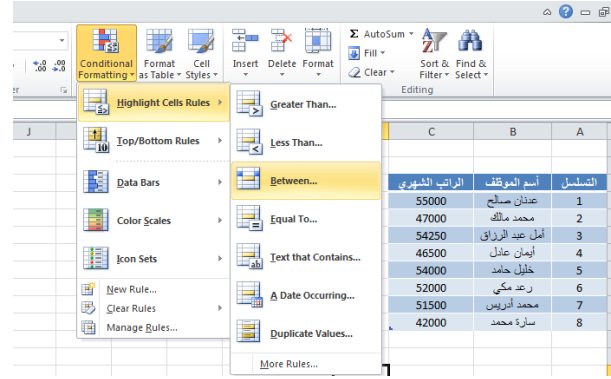 AutoSum
Conditional Formatting
Format as Table
Cell Styles
Insert
Delete
Format
Fill
Clear
Sort & Filter
Find & Select
Editing
Highlight Cells Rules
Top/Bottom Rules
Data Bars
Color Scales
Icon Sets
New Rule...
Clear Rules
Manage Rules...
Greater Than...
Less Than...
Between...
Equal To...
Text that Contains...
A Date Occurring...
Duplicate Values...
More Rules...
J C B A
التسلسل أسم الموظف الراتب الشهري
1 عدنان صالح 55000
2 محمد مالك 47000
3 أمل عبد الرزاق 54250
4 أيمان عادل 46500
5 خليل حامد 54000
6 رعد مكي 52000
7 محمد أدريس 51500
8 سارة محمد 42000